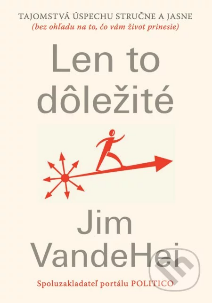 TAJOMSTVÁ ÚSPECHU STRUČNE A JASNE
(bez ohľadu na to, čo vám život prinesie)
Len to
dôležité
Jim
VandeHei
Spoluzakladateľ portálu POLITICO
Martinus